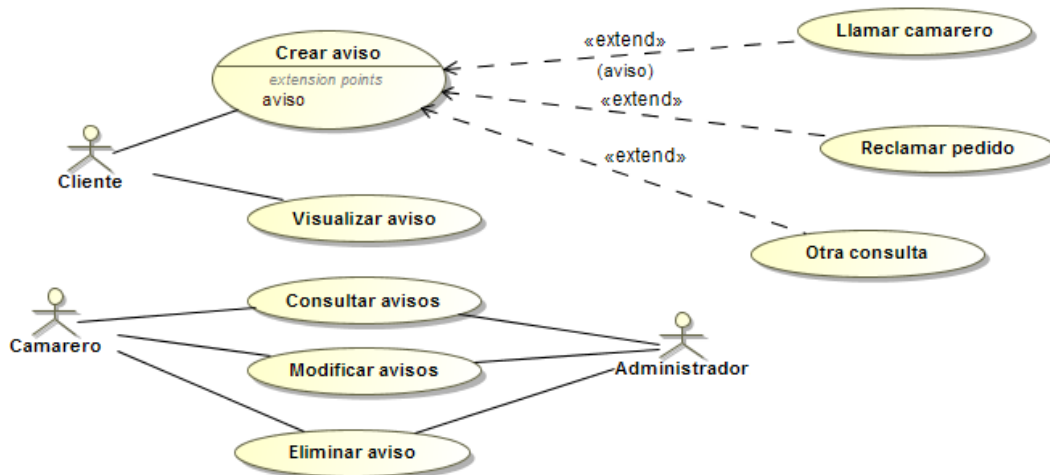 Crear aviso
extension points
aviso
«extend»
(aviso)
Llamar camarero
«extend»
Reclamar pedido
«extend»
Otra consulta
Cliente
Visualizar aviso
Camarero
Consultar avisos
Modificar avisos
Eliminar aviso
Administrador